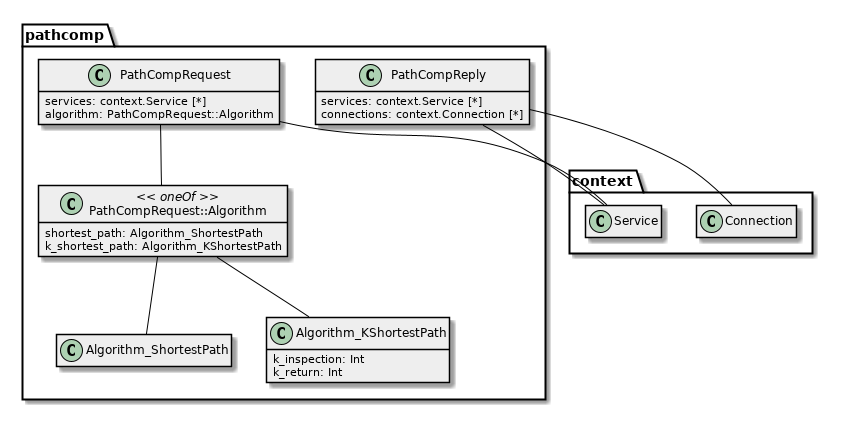 pathcomp
C PathCompRequest
services: context.Service [*]
algorithm: PathCompRequest::Algorithm
C PathCompReply
services: context.Service [*]
connections: context.Connection [*]
context
C Service
C Connection
C << oneOf >>
PathCompRequest::Algorithm
shortest_path: Algorithm_ShortestPath
k_shortest_path: Algorithm_KShortestPath
C Algorithm_ShortestPath
C Algorithm_KShortestPath
k_inspection: Int
k_return: Int